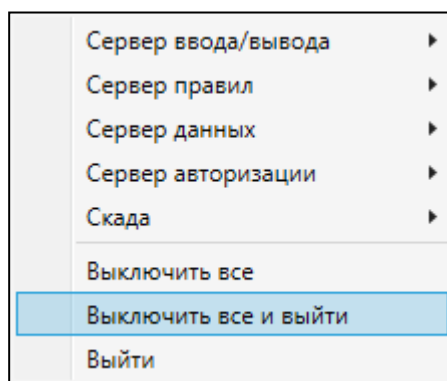 Сервер ввода/вывода
Сервер правил
Сервер данных
Сервер авторизации
Скада
Выключить все
Выключить все и выйти
Выйти